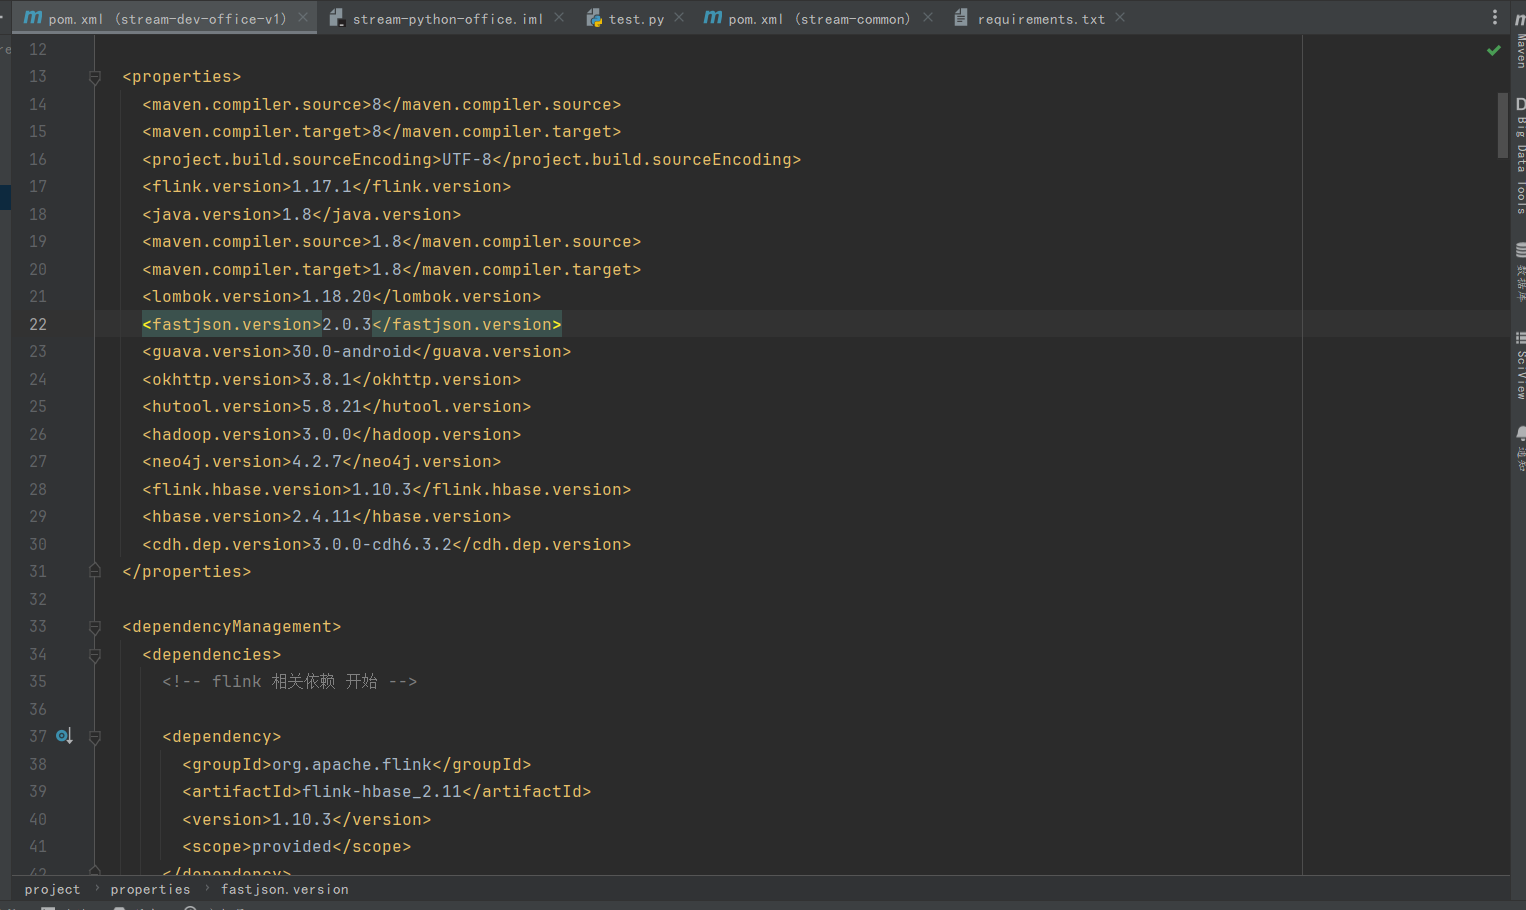 pom.xml (stream-dev-office-v1)
stream-python-office.iml
test.py
pom.xml (stream-common)
requirements.txt
12
13 <properties>
14 <maven.compiler.source>8</maven.compiler.source>
15 <maven.compiler.target>8</maven.compiler.target>
16 <project.build.sourceEncoding>UTF-8</project.build.sourceEncoding>
17 <flink.version>1.17.1</flink.version>
18 <java.version>1.8</java.version>
19 <maven.compiler.source>1.8</maven.compiler.source>
20 <maven.compiler.target>1.8</maven.compiler.target>
21 <lombok.version>1.18.20</lombok.version>
22 <fastjson.version>2.0.3</fastjson.version>
23 <guava.version>30.0-android</guava.version>
24 <okhttp.version>3.8.1</okhttp.version>
25 <hutool.version>5.8.21</hutool.version>
26 <hadoop.version>3.0.0</hadoop.version>
27 <neo4j.version>4.2.7</neo4j.version>
28 <flink.hbase.version>1.10.3</flink.hbase.version>
29 <hbase.version>2.4.11</hbase.version>
30 <cdh.dep.version>3.0.0-cdh6.3.2</cdh.dep.version>
31 </properties>
32
33 <dependencyManagement>
34 <dependencies>
35 <!-- flink 相关依赖 开始 -->
36
37 <dependency>
38 <groupId>org.apache.flink</groupId>
39 <artifactId>flink-hbase_2.11</artifactId>
40 <version>1.10.3</version>
41 <scope>provided</scope>
42 </dependency>
project › properties › fastjson.version
Maven
Big Data Tools
数据库
SciView
通知